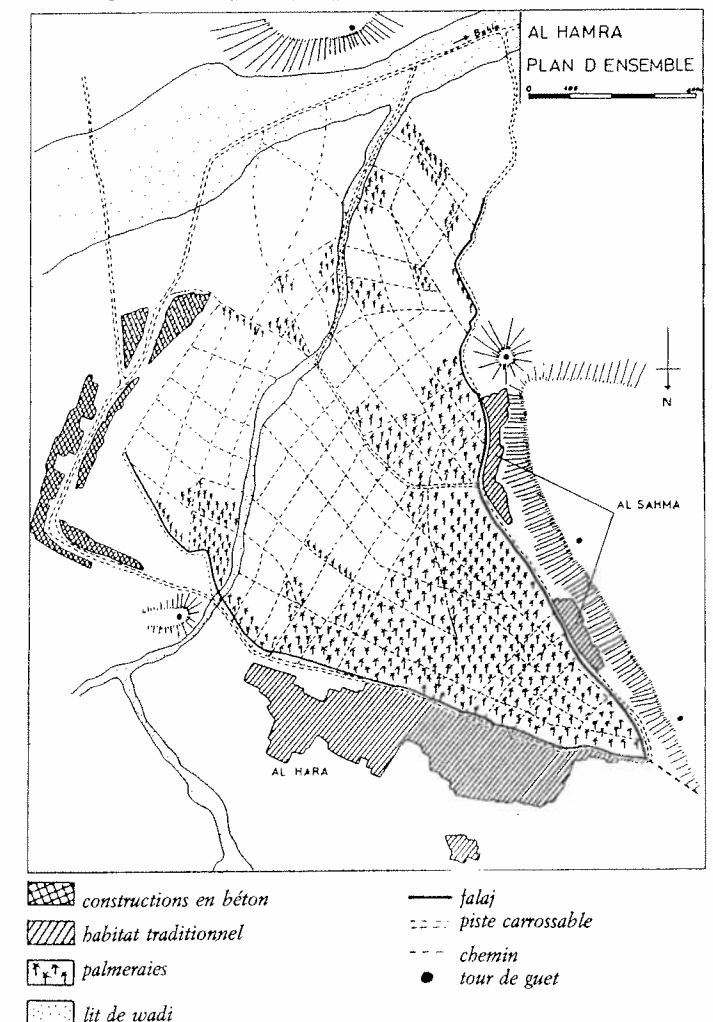 AL HAMRA
PLAN D ENSEMBLE
0
N
AL SAHMA
AL HARA
constructions en béton
habitat traditionnel
palmeraies
lit de wadi
falaj
piste carrossable
chemin
tour de guet